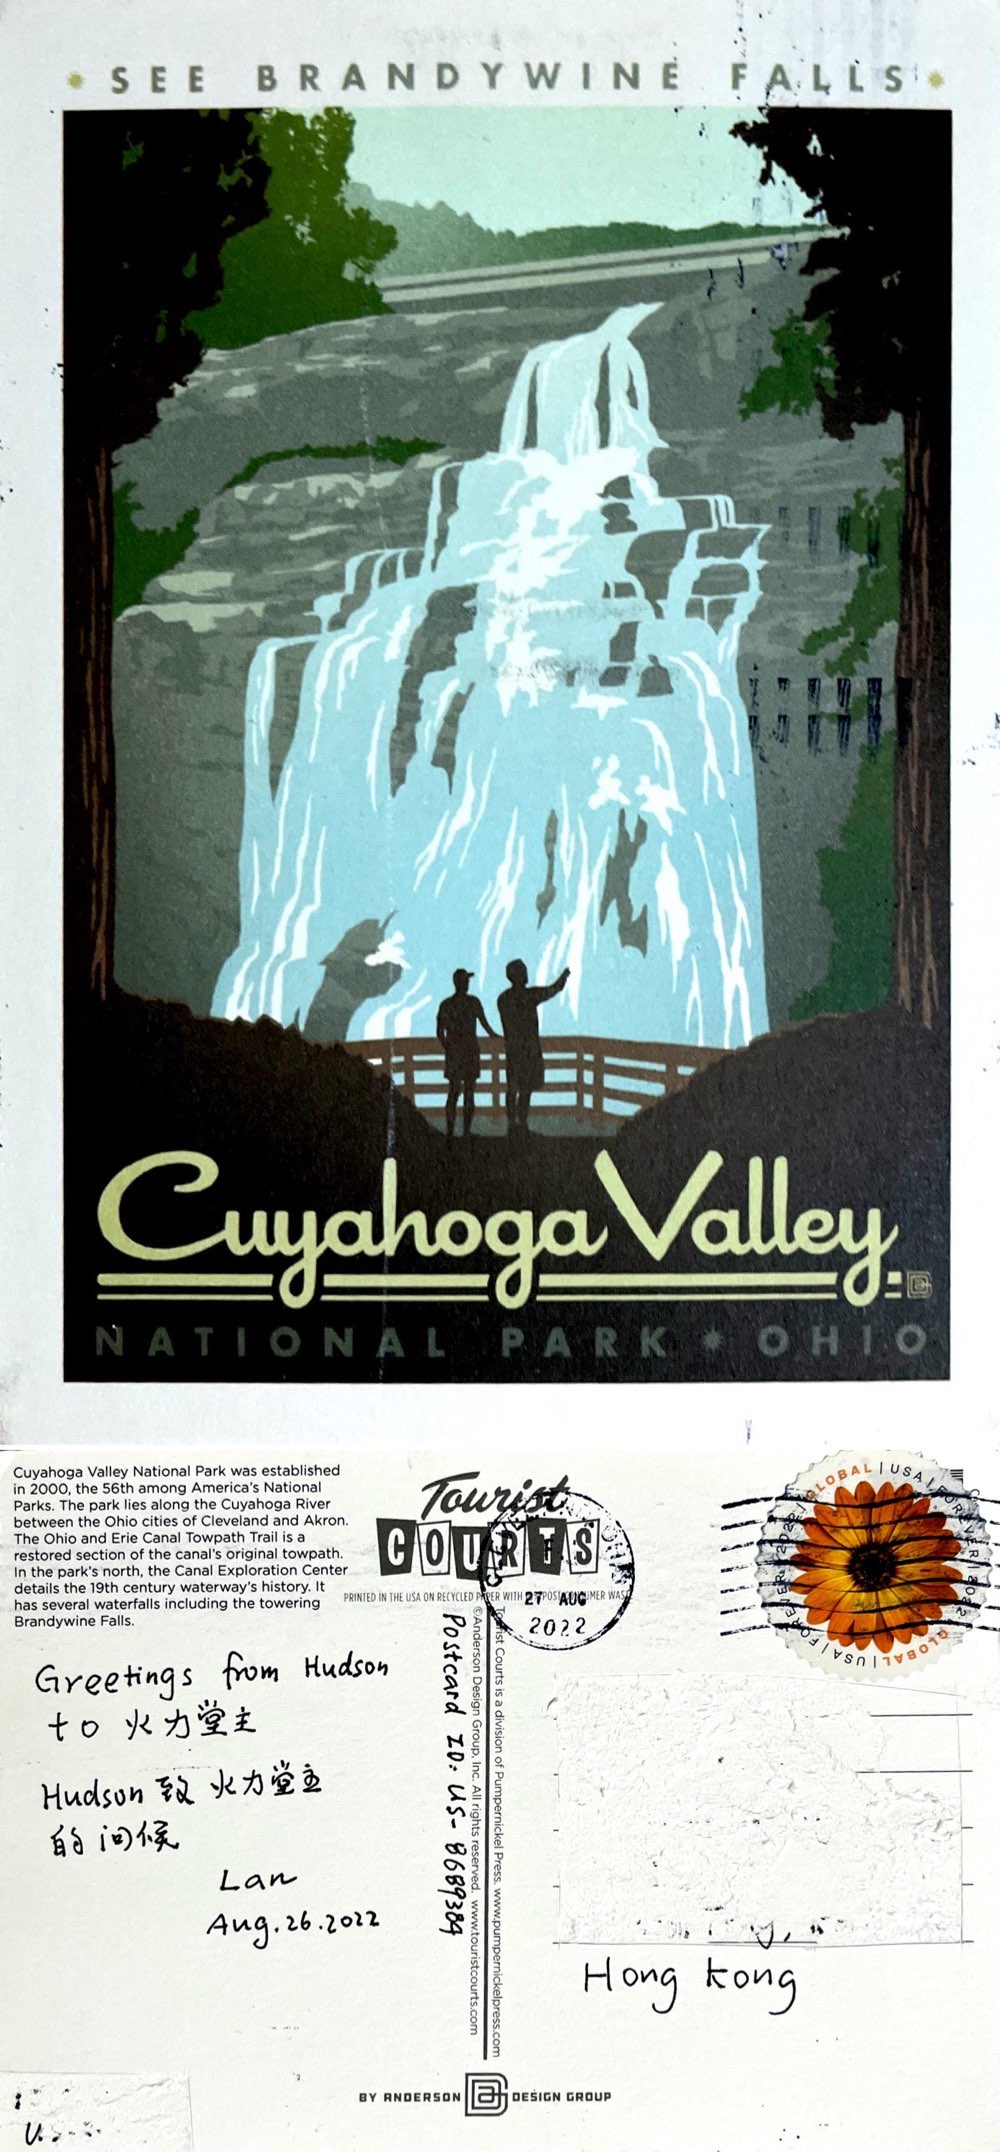 SEE BRANDYWINE FALLS
Cuyahoga Valley
NATIONAL PARK * OHIO
Cuyahoga Valley National Park was established
in 2000, the 56th among America's National
Parks. The park lies along the Cuyahoga River
between the Ohio cities of Cleveland and Akron.
The Ohio and Erie Canal Towpath Trail is a
restored section of the canal's original towpath.
In the park's north, the Canal Exploration Center
details the 19th century waterway's history. It
has several waterfalls including the towering
Brandywine Falls.
Tourist
COURTS
PRINTED IN THE USA ON RECYCLED PAPER WITH POSTCONSUMER WASTE
27 AUG
2022
GLOBAL | USA | FOREVER | 2022
GLOBAL | USA | FOREVER | 2022
Greetings from Hudson
to 火力堂主
Hudson 致 火力堂主
的问候
Lan
Aug.26.2022
Postcard ID: US-8689384
©Anderson Design Group, Inc. All rights reserved. www.touristcourts.com
Tourist Courts is a division of Pumpernickel Press. www.pumpernickelpress.com
Hong Kong
BY ANDERSON DESIGN GROUP